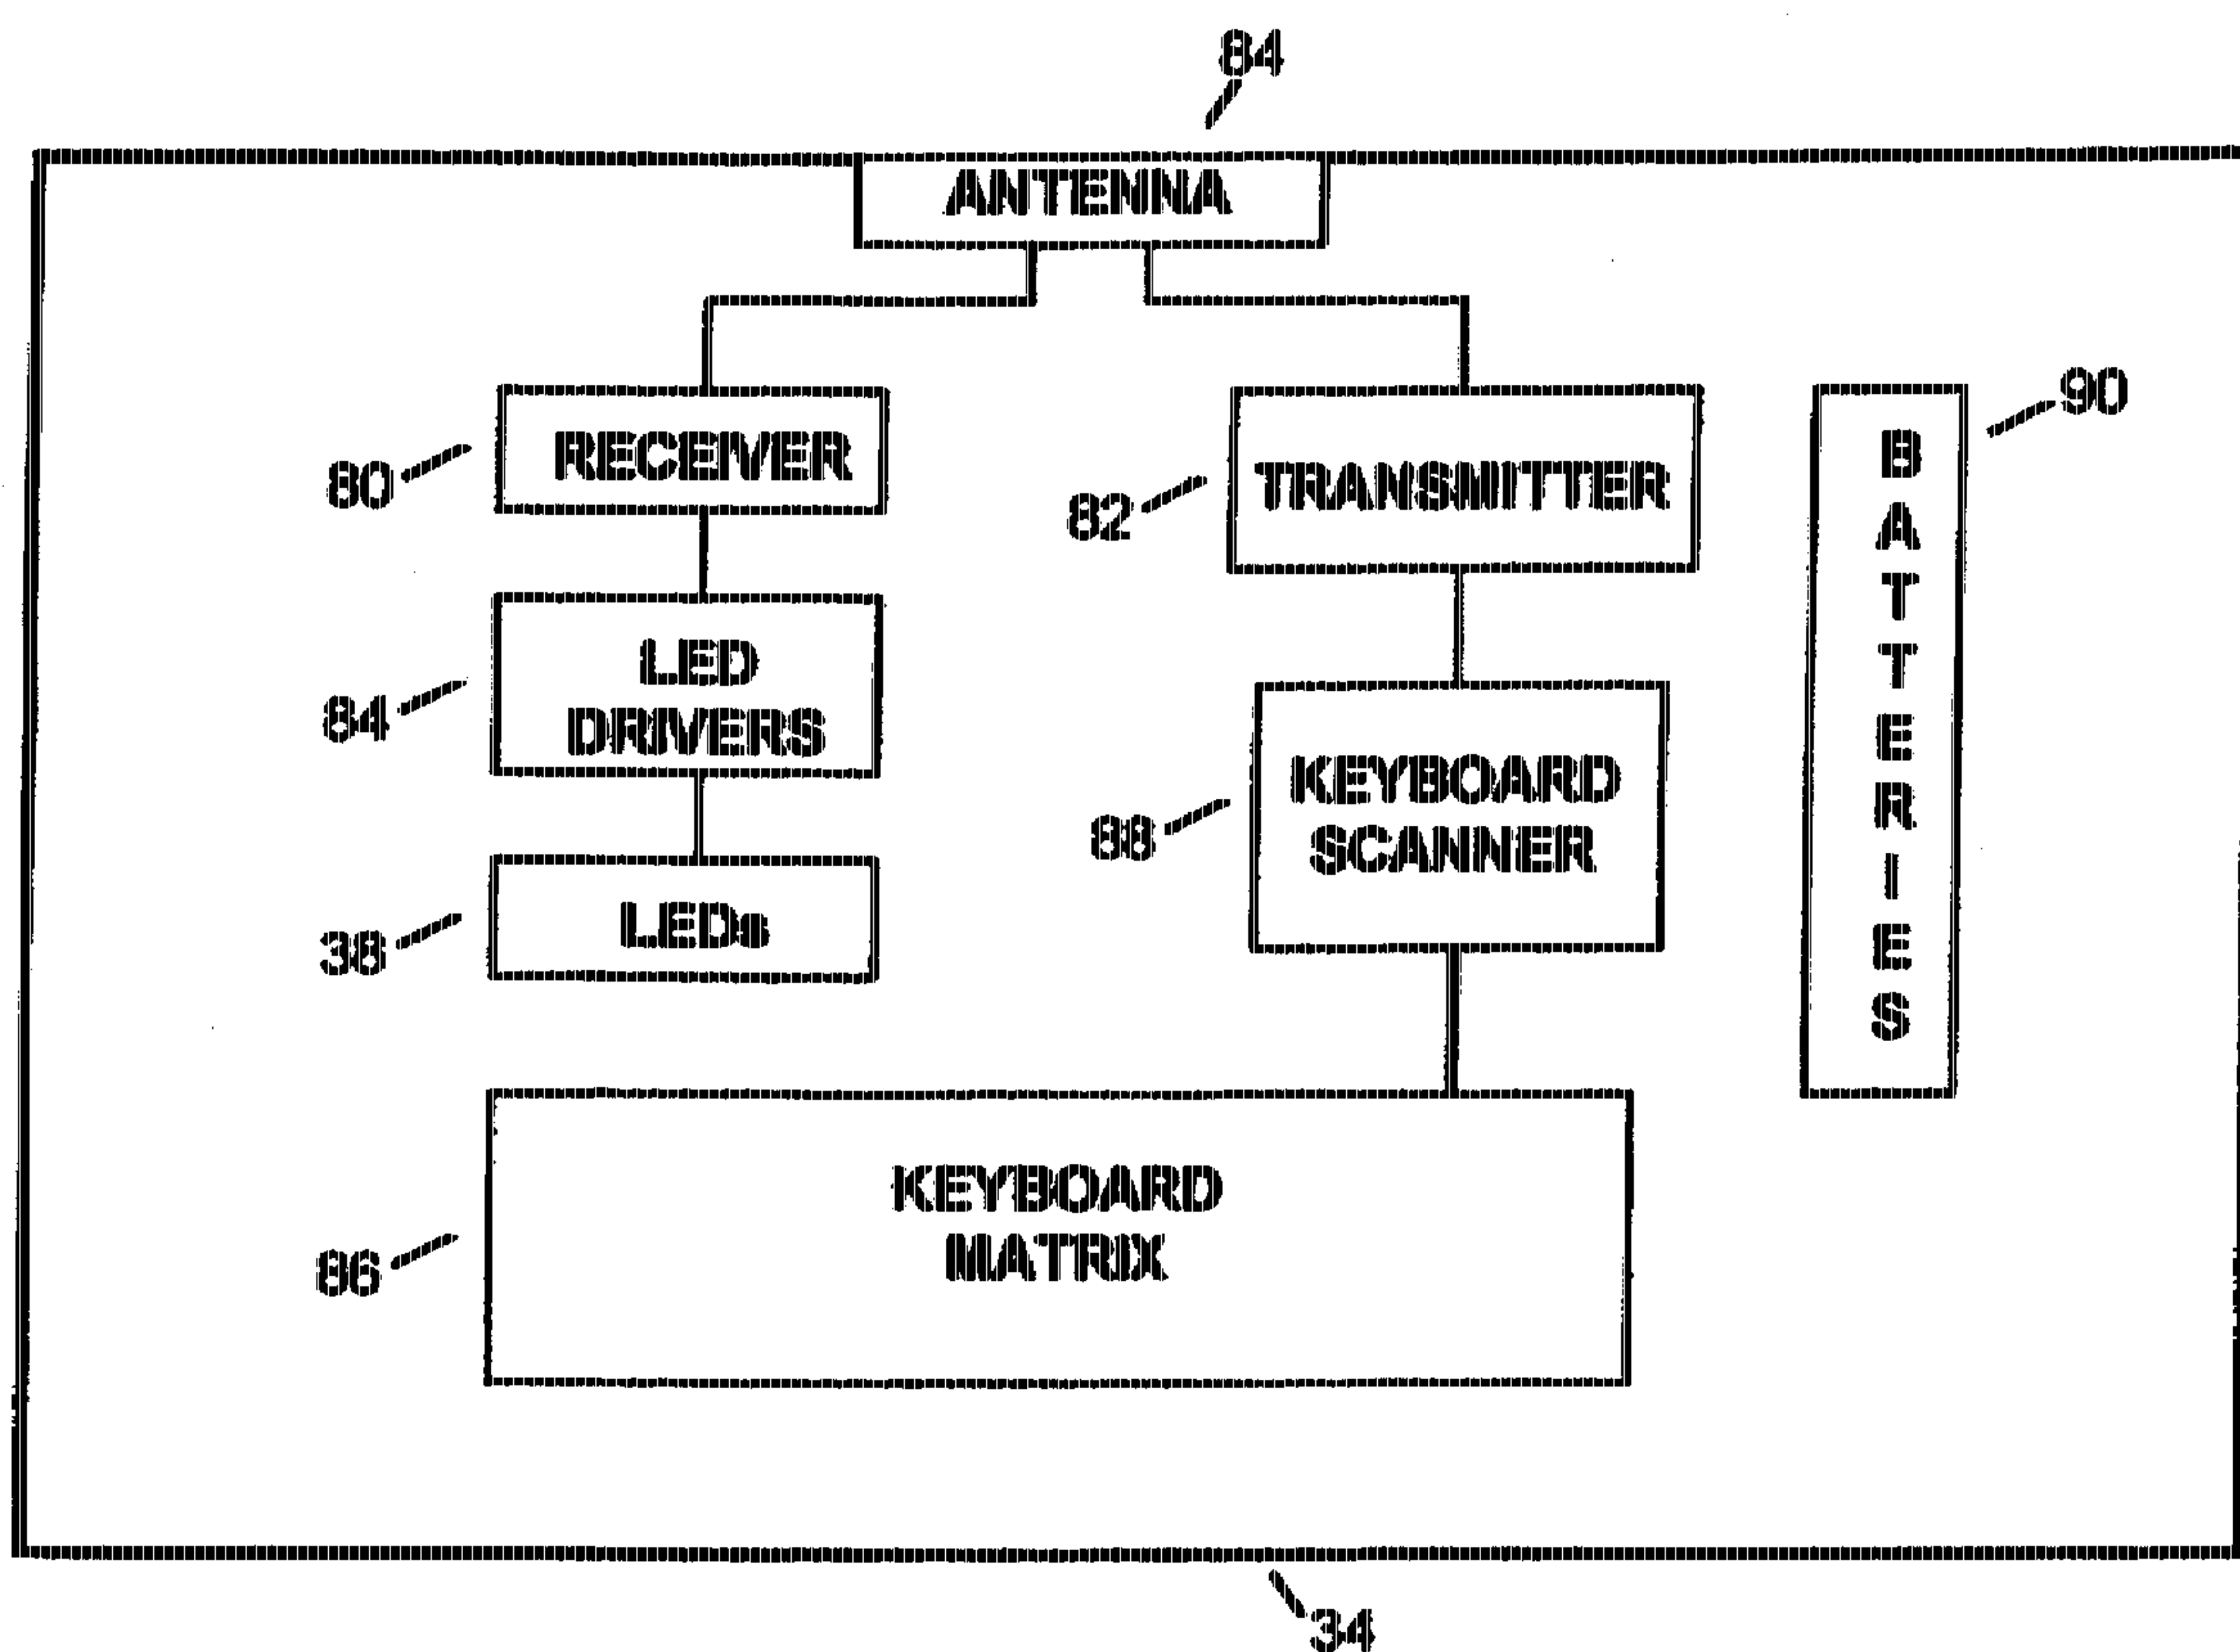 84
ANTENNA
80
RECEIVER
82
TRANSMITTER
90
BATTERIES
84
LED
DRIVERS
88
KEYBOARD
SCANNER
38
LEDs
86
KEYBOARD
MATRIX
34